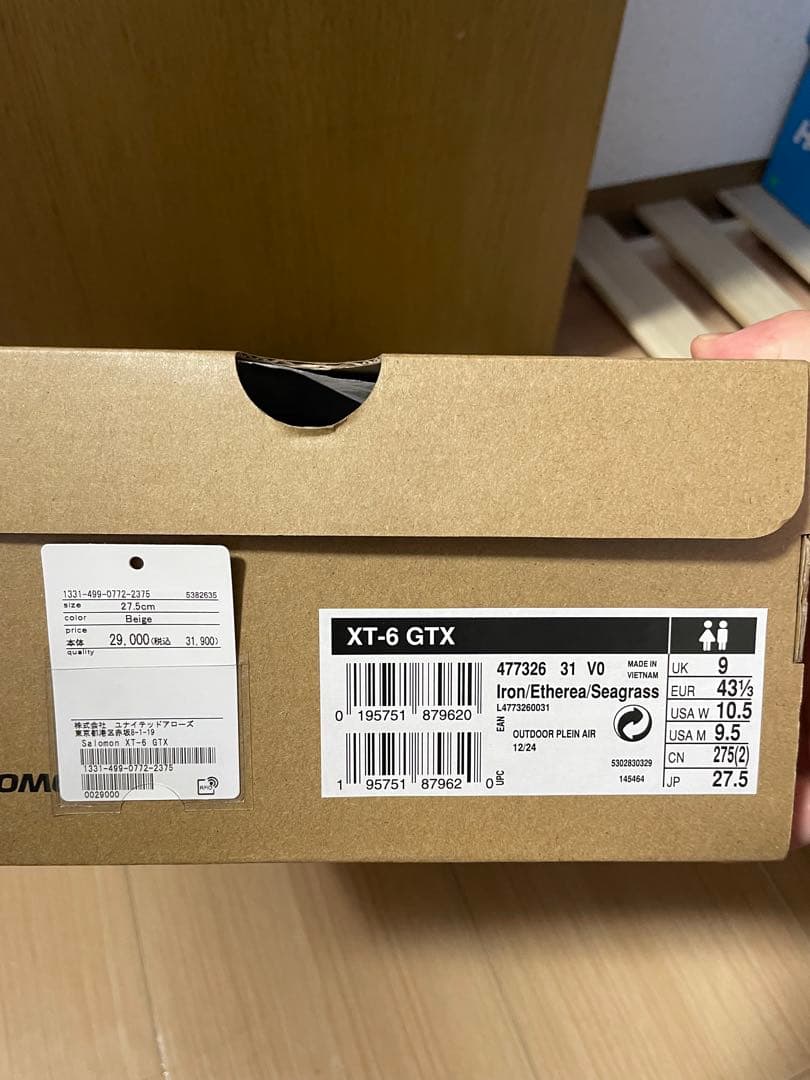 H
1331-499-0772-2375 5382635
size 27.5cm
color Beige
price
本体 29,000(税込 31,900)
quality
株式会社 ユナイテッドアローズ
東京都港区赤坂8-1-19
Salomon XT-6 GTX
1331-499-0772-2375
0029000
RFID
OMO
XT-6 GTX
477326 31 V0 MADE IN VIETNAM
Iron/Etherea/Seagrass
L4773260031
0 195751 879620
EAN
OUTDOOR PLEIN AIR
12/24
5302830329
145464
1 95751 87962 0
UPC
UK 9
EUR 43⅓
USA W 10.5
USA M 9.5
CN 275(2)
JP 27.5